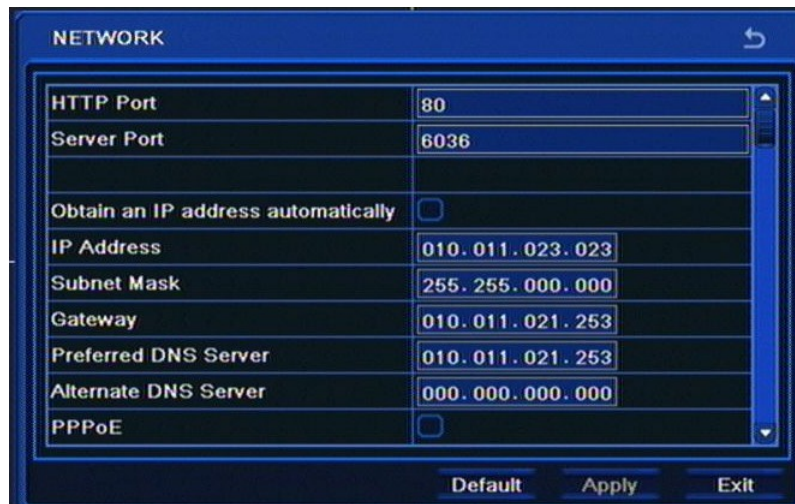 NETWORK
HTTP Port 80
Server Port 6036
Obtain an IP address automatically
IP Address 010.011.023.023
Subnet Mask 255.255.000.000
Gateway 010.011.021.253
Preferred DNS Server 010.011.021.253
Alternate DNS Server 000.000.000.000
PPPoE
Default Apply Exit